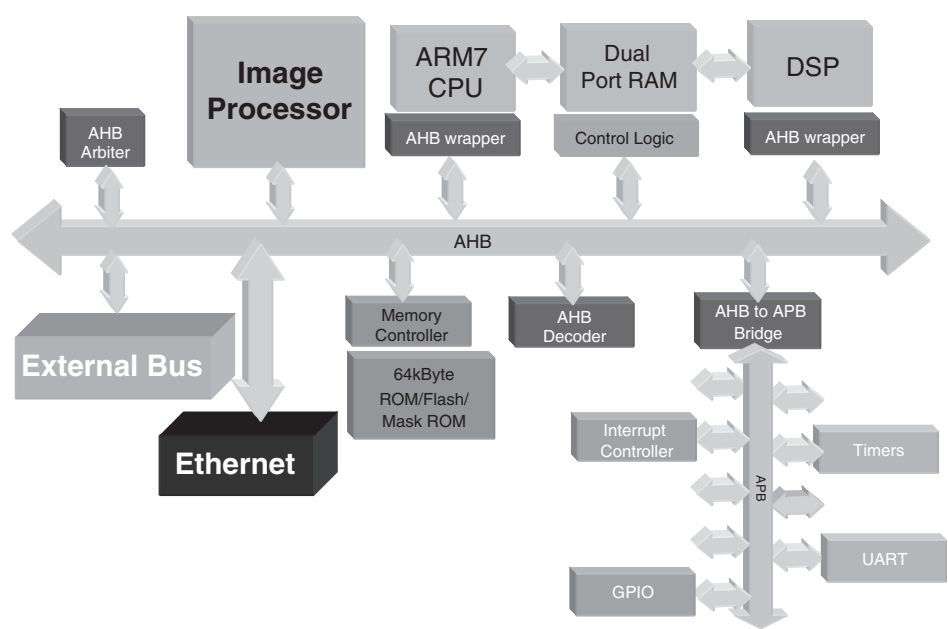 Image
Processor
ARM7
CPU
Dual
Port RAM
DSP
AHB
Arbiter
AHB wrapper
Control Logic
AHB wrapper
AHB
External Bus
Memory
Controller
AHB
Decoder
AHB to APB
Bridge
64kByte
ROM/Flash/
Mask ROM
Ethernet
Interrupt
Controller
Timers
APB
UART
GPIO